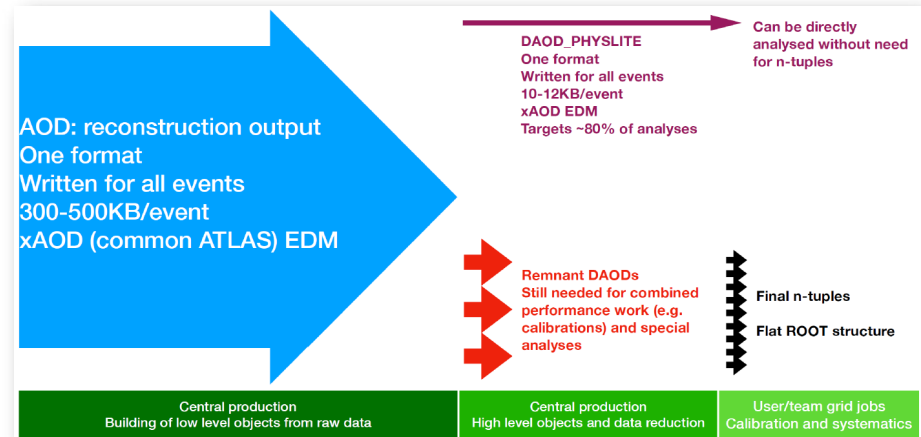 AOD: reconstruction output
One format
Written for all events
300-500KB/event
xAOD (common ATLAS) EDM
DAOD_PHYSLITE
One format
Written for all events
10-12KB/event
xAOD EDM
Targets ~80% of analyses
Can be directly
analysed without need
for n-tuples
Remnant DAODs
Still needed for combined
performance work (e.g.
calibrations) and special
analyses
Final n-tuples
Flat ROOT structure
Central production
Building of low level objects from raw data
Central production
High level objects and data reduction
User/team grid jobs
Calibration and systematics